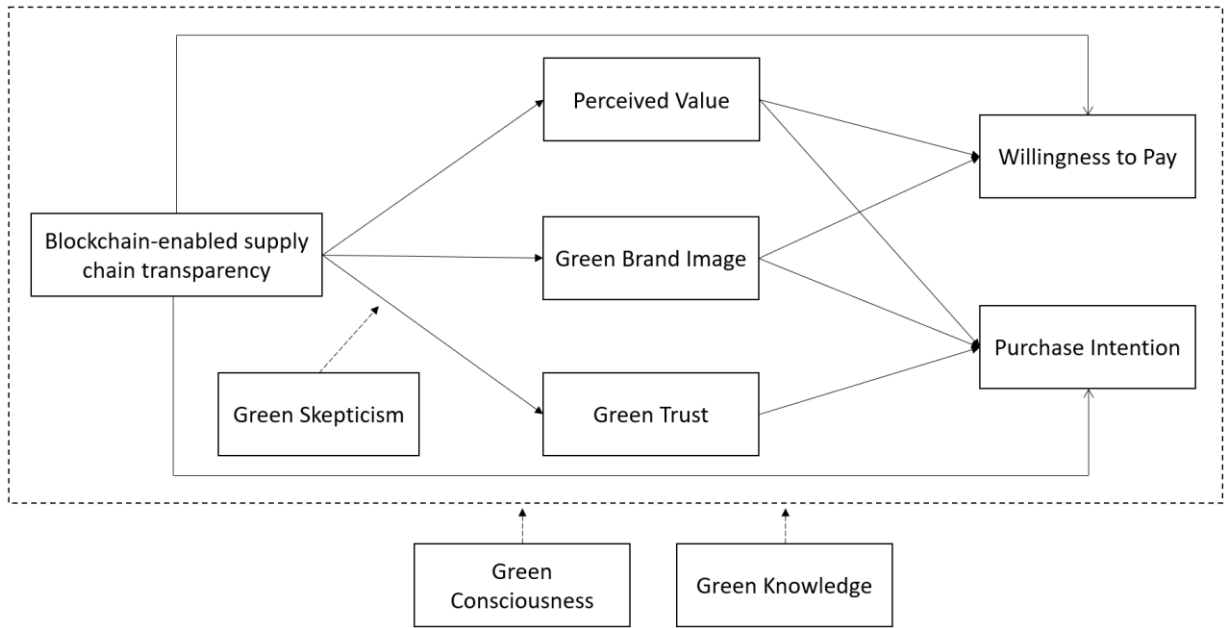 Perceived Value
Willingness to Pay
Blockchain-enabled supply
chain transparency
Green Brand Image
Purchase Intention
Green Skepticism
Green Trust
Green
Consciousness
Green Knowledge